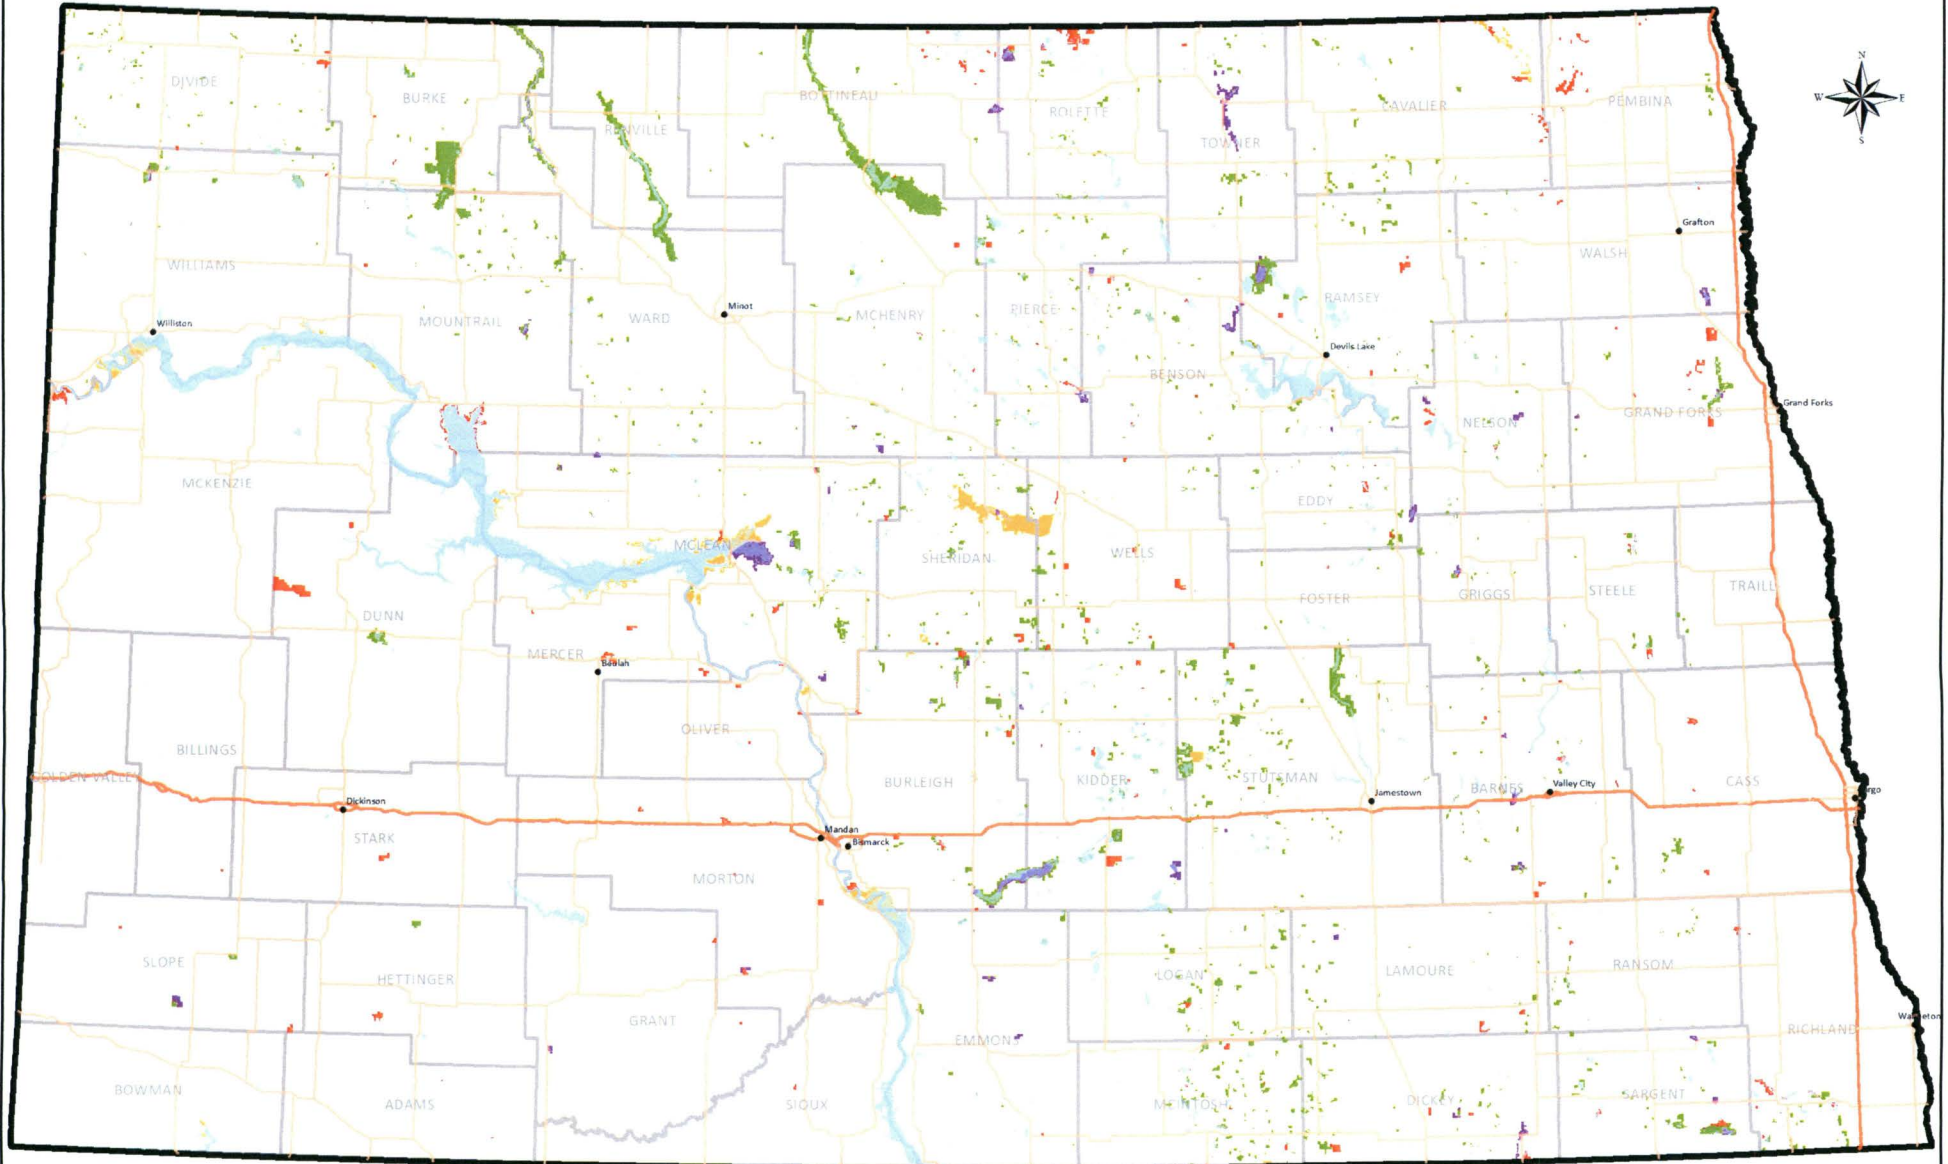 N
W E
S
DIVIDE
BURKE
RENVILLE
BOTTINEAU
ROLETTE
TOWNER
CAVALIER
PEMBINA
Grafton
WALSH
WILLIAMS
Williston
MOUNTRAIL
WARD
Minot
MCHENRY
PIERCE
RAMSEY
Devils Lake
BENSON
NELSON
GRAND FORKS
Grand Forks
MCKENZIE
EDDY
MCLEAN
SHERIDAN
WELLS
DUNN
FOSTER
GRIGGS
STEELE
TRAILL
MERCER
Beulah
OLIVER
BILLINGS
GOLDEN VALLEY
BURLEIGH
KIDDER
STUTSMAN
BARNES
Valley City
CASS
Jamestown
Dickinson
STARK
Mandan
Bismarck
MORTON
SLOPE
HETTINGER
GRANT
EMMONS
LOGAN
LAMOURE
RANSOM
RICHLAND
BOWMAN
ADAMS
SIOUX
MCINTOSH
DICKEY
SARGENT